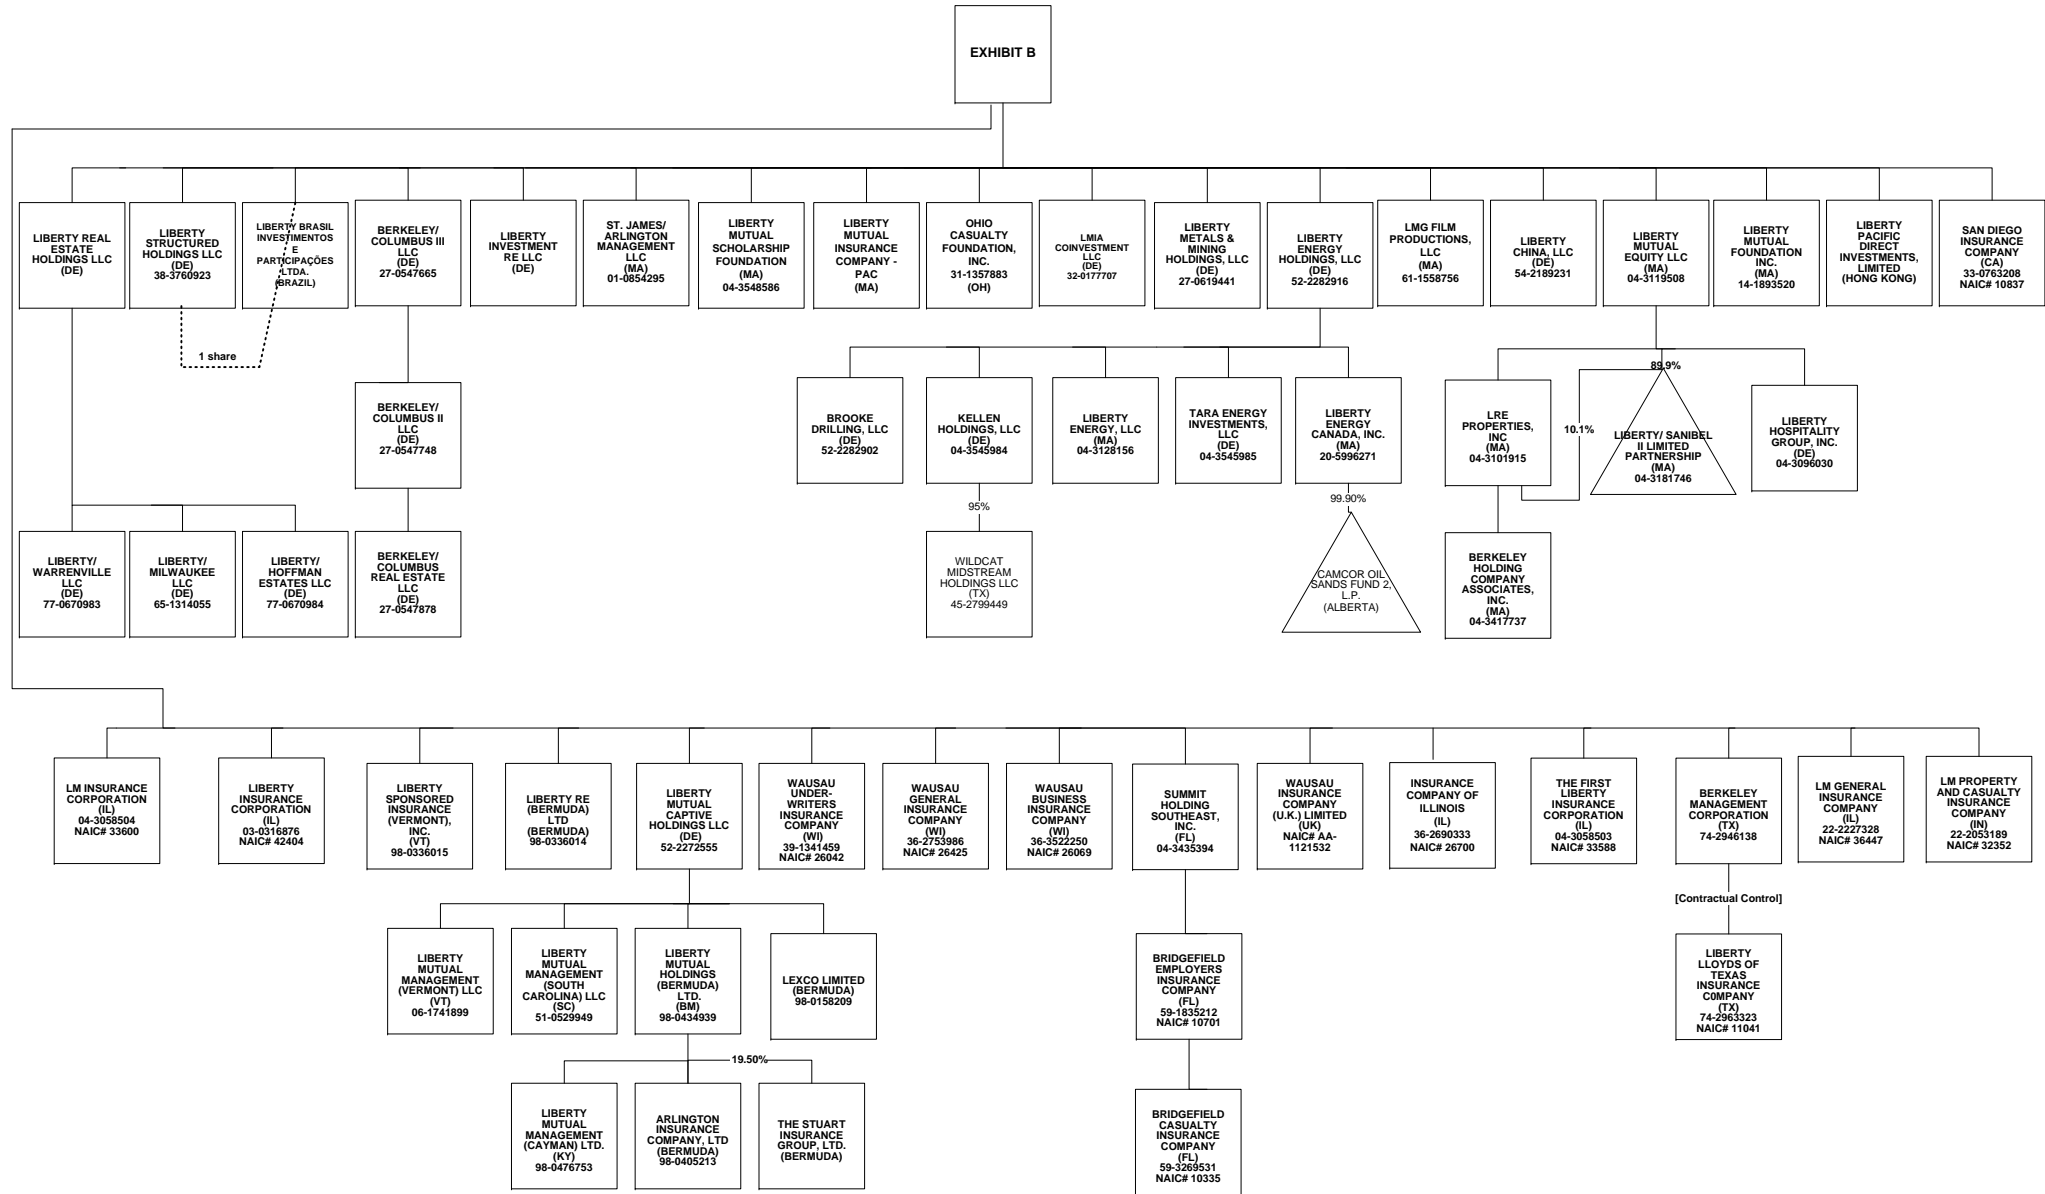 EXHIBIT B
LIBERTY REAL
ESTATE
HOLDINGS LLC
(DE)
LIBERTY
STRUCTURED
HOLDINGS LLC
(DE)
38-3760923
LIBERTY BRASIL
INVESTIMENTOS
E
PARTICIPAÇÕES
LTDA.
(BRAZIL)
BERKELEY/
COLUMBUS III
LLC
(DE)
27-0547665
LIBERTY
INVESTMENT
RE LLC
(DE)
ST. JAMES/
ARLINGTON
MANAGEMENT
LLC
(MA)
01-0854295
LIBERTY
MUTUAL
SCHOLARSHIP
FOUNDATION
(MA)
04-3548586
LIBERTY
MUTUAL
INSURANCE
COMPANY -
PAC
(MA)
OHIO
CASUALTY
FOUNDATION,
INC.
31-1357883
(OH)
LMIA
COINVESTMENT
LLC
(DE)
32-0177707
LIBERTY
METALS &
MINING
HOLDINGS, LLC
(DE)
27-0619441
LIBERTY
ENERGY
HOLDINGS, LLC
(DE)
52-2282916
LMG FILM
PRODUCTIONS,
LLC
(MA)
61-1558756
LIBERTY
CHINA, LLC
(DE)
54-2189231
LIBERTY
MUTUAL
EQUITY LLC
(MA)
04-3119508
LIBERTY
MUTUAL
FOUNDATION
INC.
(MA)
14-1893520
LIBERTY
PACIFIC
DIRECT
INVESTMENTS,
LIMITED
(HONG KONG)
SAN DIEGO
INSURANCE
COMPANY
(CA)
33-0763208
NAIC# 10837
1 share
BERKELEY/
COLUMBUS II
LLC
(DE)
27-0547748
BROOKE
DRILLING, LLC
(DE)
52-2282902
KELLEN
HOLDINGS, LLC
(DE)
04-3545984
LIBERTY
ENERGY, LLC
(MA)
04-3128156
TARA ENERGY
INVESTMENTS,
LLC
(DE)
04-3545985
LIBERTY
ENERGY
CANADA, INC.
(MA)
20-5996271
LRE
PROPERTIES,
INC
(MA)
04-3101915
10.1%
89.9%
LIBERTY/ SANIBEL
II LIMITED
PARTNERSHIP
(MA)
04-3181746
LIBERTY
HOSPITALITY
GROUP, INC.
(DE)
04-3096030
95%
99.90%
LIBERTY/
WARRENVILLE
LLC
(DE)
77-0670983
LIBERTY/
MILWAUKEE
LLC
(DE)
65-1314055
LIBERTY/
HOFFMAN
ESTATES LLC
(DE)
77-0670984
BERKELEY/
COLUMBUS
REAL ESTATE
LLC
(DE)
27-0547878
WILDCAT
MIDSTREAM
HOLDINGS LLC
(TX)
45-2799449
CAMCOR OIL
SANDS FUND 2,
L.P.
(ALBERTA)
BERKELEY
HOLDING
COMPANY
ASSOCIATES,
INC.
(MA)
04-3417737
LM INSURANCE
CORPORATION
(IL)
04-3058504
NAIC# 33600
LIBERTY
INSURANCE
CORPORATION
(IL)
03-0316876
NAIC# 42404
LIBERTY
SPONSORED
INSURANCE
(VERMONT),
INC.
(VT)
98-0336015
LIBERTY RE
(BERMUDA)
LTD
(BERMUDA)
98-0336014
LIBERTY
MUTUAL
CAPTIVE
HOLDINGS LLC
(DE)
52-2272555
WAUSAU
UNDER-
WRITERS
INSURANCE
COMPANY
(WI)
39-1341459
NAIC# 26042
WAUSAU
GENERAL
INSURANCE
COMPANY
(WI)
36-2753986
NAIC# 26425
WAUSAU
BUSINESS
INSURANCE
COMPANY
(WI)
36-3522250
NAIC# 26069
SUMMIT
HOLDING
SOUTHEAST,
INC.
(FL)
04-3435394
WAUSAU
INSURANCE
COMPANY
(U.K.) LIMITED
(UK)
NAIC# AA-
1121532
INSURANCE
COMPANY OF
ILLINOIS
(IL)
36-2690333
NAIC# 26700
THE FIRST
LIBERTY
INSURANCE
CORPORATION
(IL)
04-3058503
NAIC# 33588
BERKELEY
MANAGEMENT
CORPORATION
(TX)
74-2946138
LM GENERAL
INSURANCE
COMPANY
(IL)
22-2227328
NAIC# 36447
LM PROPERTY
AND CASUALTY
INSURANCE
COMPANY
(IN)
22-2053189
NAIC# 32352
[Contractual Control]
LIBERTY
MUTUAL
MANAGEMENT
(VERMONT) LLC
(VT)
06-1741899
LIBERTY
MUTUAL
MANAGEMENT
(SOUTH
CAROLINA) LLC
(SC)
51-0529949
LIBERTY
MUTUAL
HOLDINGS
(BERMUDA)
LTD.
(BM)
98-0434939
LEXCO LIMITED
(BERMUDA)
98-0158209
BRIDGEFIELD
EMPLOYERS
INSURANCE
COMPANY
(FL)
59-1835212
NAIC# 10701
LIBERTY
LLOYDS OF
TEXAS
INSURANCE
C0MPANY
(TX)
74-2963323
NAIC# 11041
19.50%
LIBERTY
MUTUAL
MANAGEMENT
(CAYMAN) LTD.
(KY)
98-0476753
ARLINGTON
INSURANCE
COMPANY, LTD
(BERMUDA)
98-0405213
THE STUART
INSURANCE
GROUP, LTD.
(BERMUDA)
BRIDGEFIELD
CASUALTY
INSURANCE
COMPANY
(FL)
59-3269531
NAIC# 10335